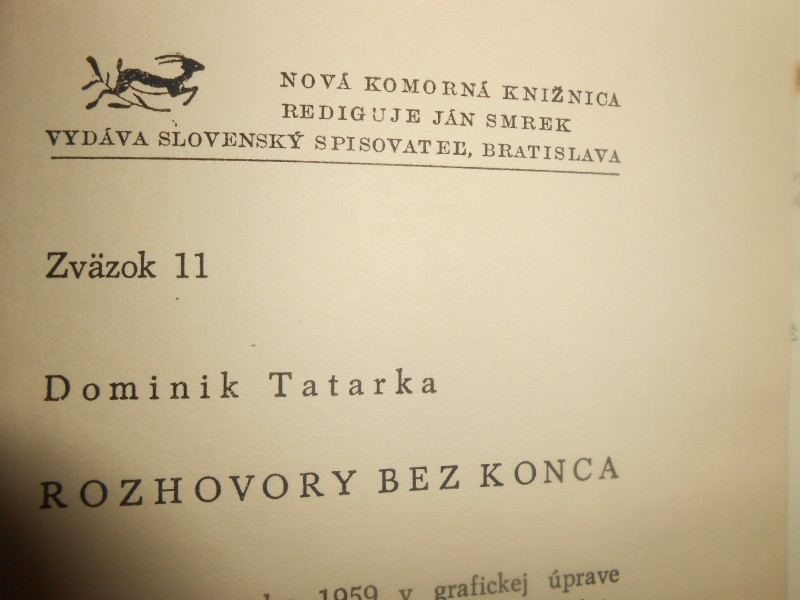 NOVÁ KOMORNÁ KNIŽNICA
REDIGUJE JÁN SMREK
VYDÁVA SLOVENSKÝ SPISOVATEĽ, BRATISLAVA
Zväzok 11
Dominik Tatarka
ROZHOVORY BEZ KONCA
1959 v grafickej úprave